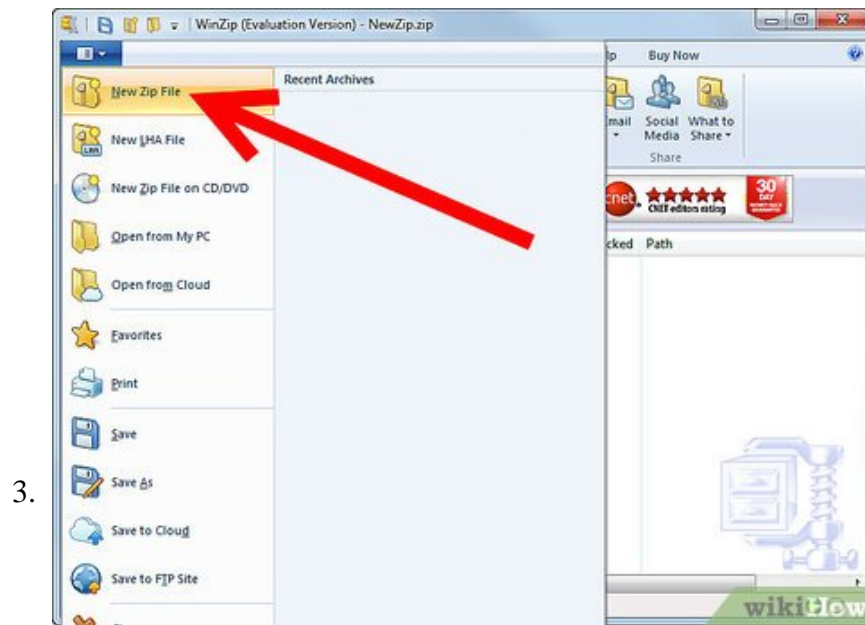 WinZip (Evaluation Version) - NewZip.zip
lp Buy Now
Recent Archives
New Zip File
New LHA File
New Zip File on CD/DVD
Open from My PC
Open from Cloud
Favorites
Print
Save
Save As
Save to Cloud
Save to FTP Site
mail
Social Media
What to Share
Share
cnet
CNET editors rating
30
DAY
cked Path
3.
wikiHow